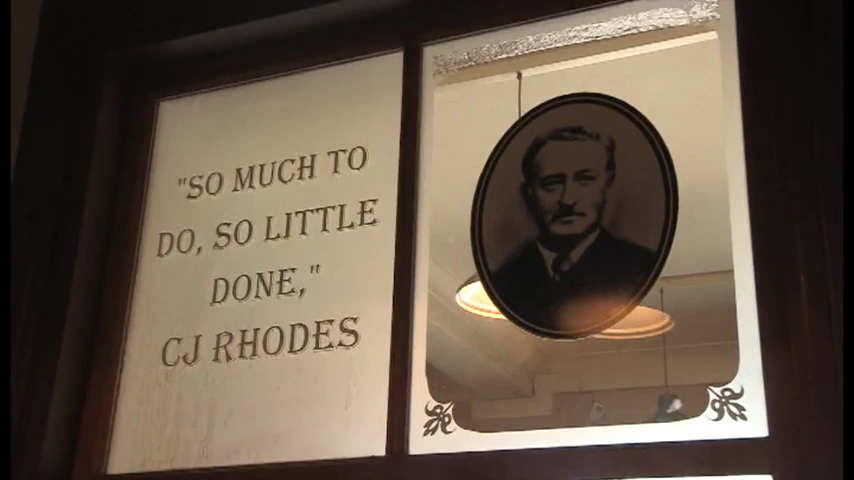 "SO MUCH TO
DO, SO LITTLE
DONE,"
CJ RHODES